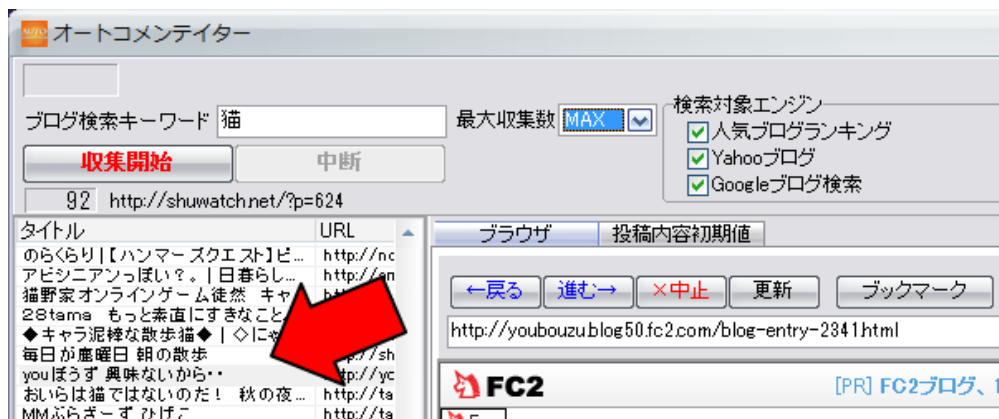 オートコメンテイター
ブログ検索キーワード 猫
最大収集数 MAX
検索対象エンジン
人気ブログランキング
Yahooブログ
Googleブログ検索
収集開始 中断
92 http://shuwatch.net/?p=624
タイトル URL
のらくらり|【ハンマーズクエスト】ビ... http://nc
アビシニアンっぽい?。|日暮らし... http://an
猫野家オンラインゲーム徒然 キャ
28tama もっと素直にすきなこと
◆キャラ泥棒な散歩猫◆|◇にゃ
毎日が鹿曜日 朝の散歩 http://sh
youぼうず 興味ないから・・ http://yc
おいらは猫ではないのだ! 秋の夜... http://ta
MMぶらぎーず ひげこ http://ta
ブラウザ 投稿内容初期値
←戻る 進む→ ×中止 更新 ブックマーク
http://youbouzu.blog50.fc2.com/blog-entry-2341.html
FC2
[PR] FC2ブログ、1